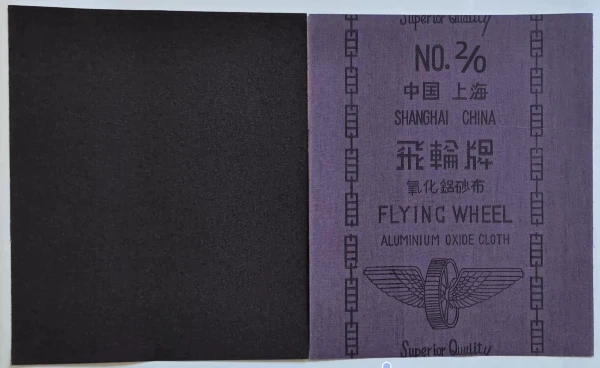 Superior Quality
NO. 2/0
中国 上海
SHANGHAI CHINA
飛輪牌
氧化鋁砂布
FLYING WHEEL
ALUMINIUM OXIDE CLOTH
Superior Quality